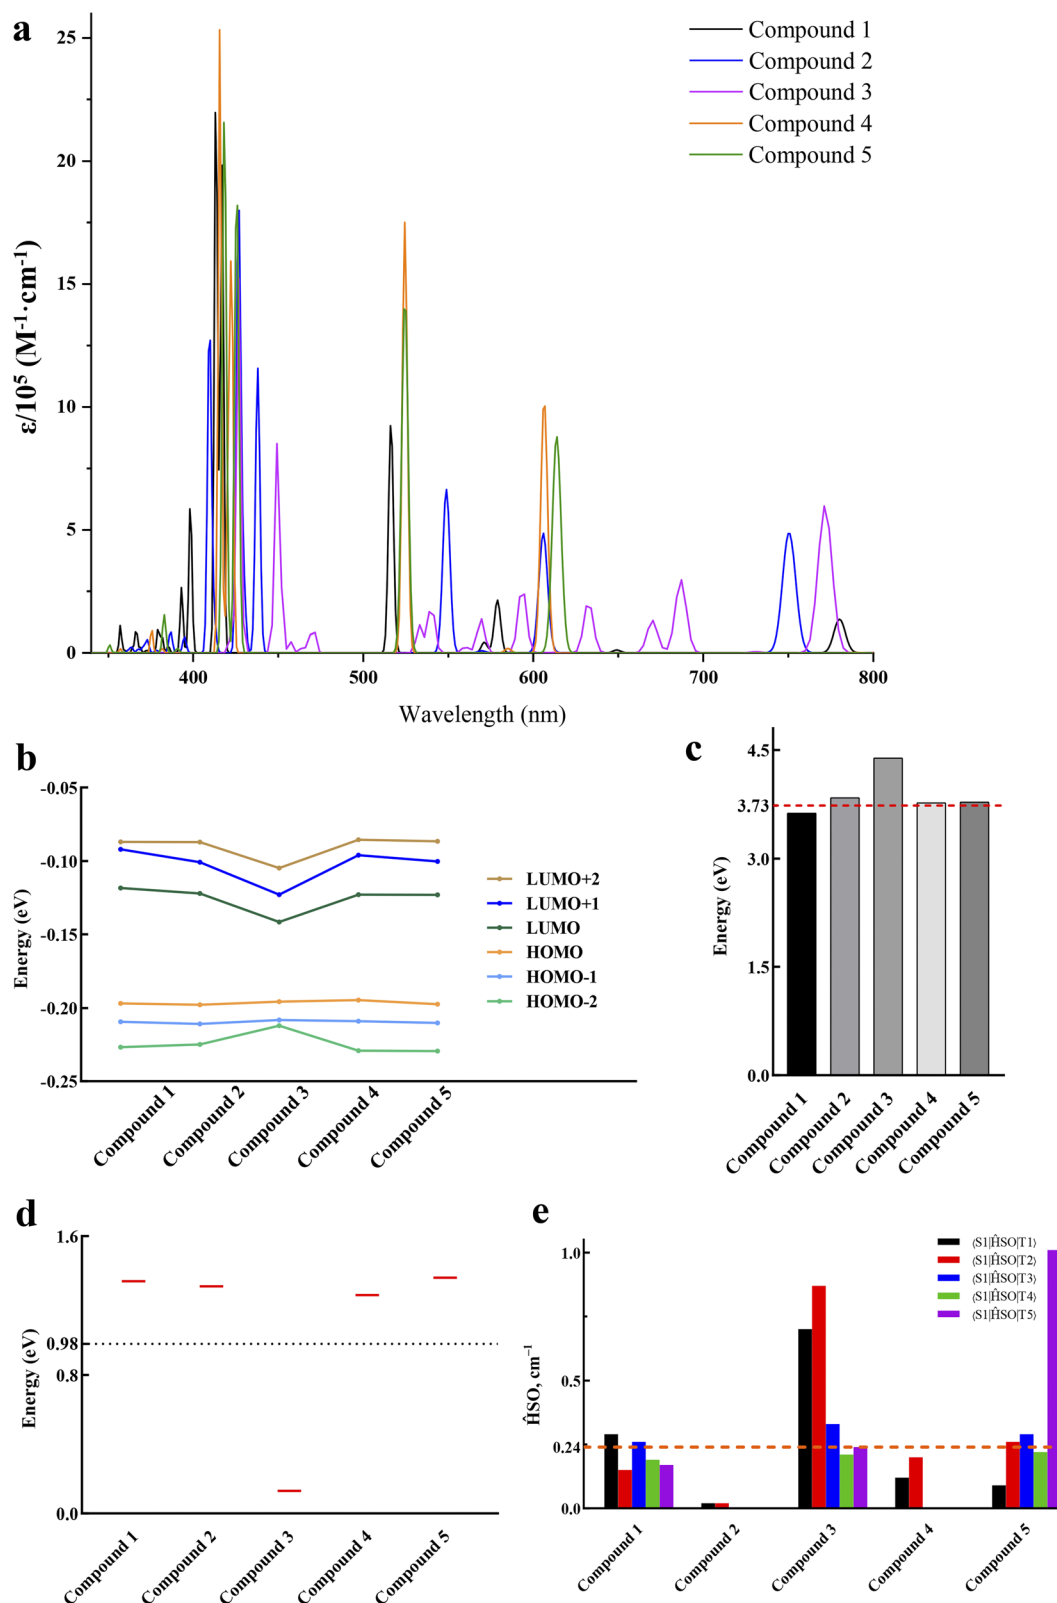 a
Compound 1
Compound 2
Compound 3
Compound 4
Compound 5
25
20
15
10
5
0
ε/10⁵ (M⁻¹·cm⁻¹)
400 500 600 700 800
Wavelength (nm)
b
-0.05
-0.10
-0.15
-0.20
-0.25
Energy (eV)
LUMO+2
LUMO+1
LUMO
HOMO
HOMO-1
HOMO-2
Compound 1
Compound 2
Compound 3
Compound 4
Compound 5
c
4.5
3.73
3.0
1.5
0.0
Energy (eV)
Compound 1
Compound 2
Compound 3
Compound 4
Compound 5
d
1.6
0.98
0.8
0.0
Energy (eV)
Compound 1
Compound 2
Compound 3
Compound 4
Compound 5
e
1.0
0.5
0.24
0.0
ĤSO, cm⁻¹
⟨S1|ĤSO|T1⟩
⟨S1|ĤSO|T2⟩
⟨S1|ĤSO|T3⟩
⟨S1|ĤSO|T4⟩
⟨S1|ĤSO|T5⟩
Compound 1
Compound 2
Compound 3
Compound 4
Compound 5